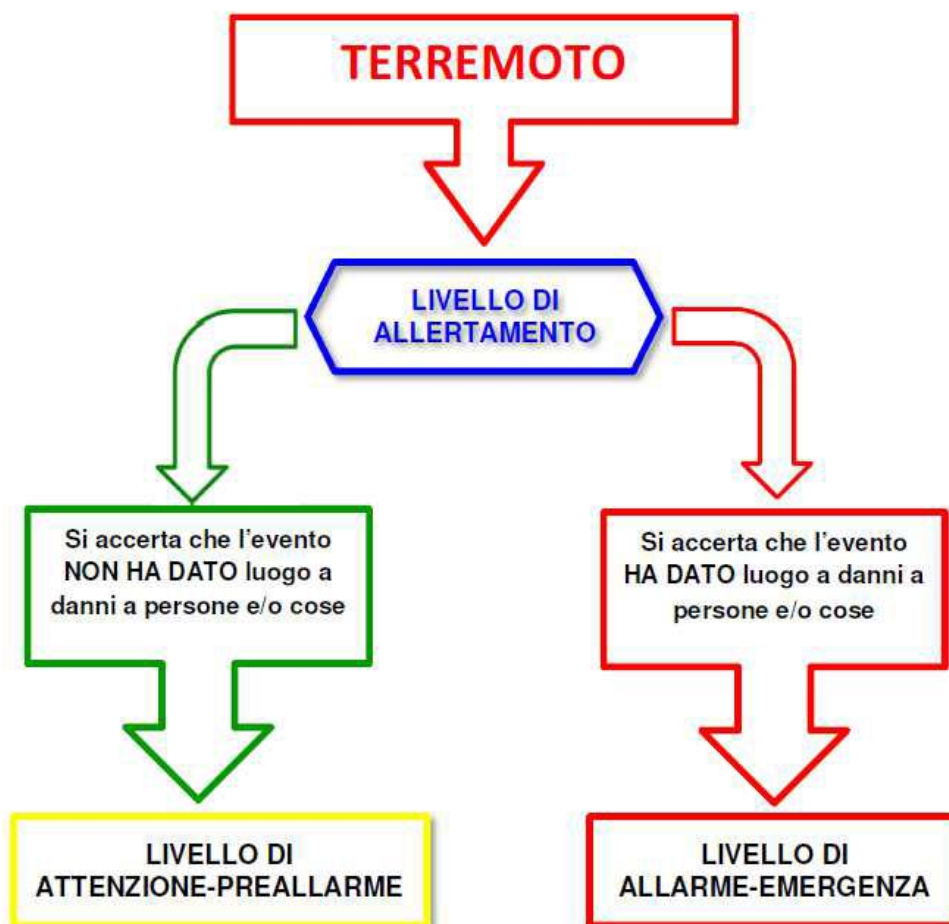 TERREMOTO
LIVELLO DI
ALLERTAMENTO
Si accerta che l'evento
NON HA DATO luogo a
danni a persone e/o cose
Si accerta che l'evento
HA DATO luogo a danni a
persone e/o cose
LIVELLO DI
ATTENZIONE-PREALLARME
LIVELLO DI
ALLARME-EMERGENZA